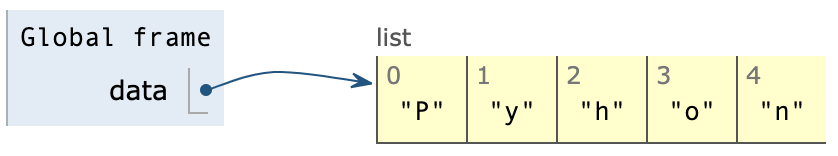 Global frame
data
list
0 1 2 3 4
"P" "y" "h" "o" "n"